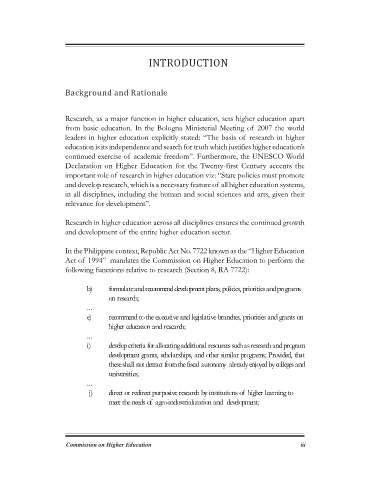 INTRODUCTION
Background and Rationale
Research, as a major function in higher education, sets higher education apart
from basic education. In the Bologna Ministerial Meeting of 2007 the world
leaders in higher education explicitly stated: “The basis of research in higher
education is its independence and search for truth which justifies higher education’s
continued exercise of academic freedom”. Furthermore, the UNESCO World
Declaration on Higher Education for the Twenty-first Century accents the
important role of research in higher education viz: “State policies must promote
and develop research, which is a necessary feature of all higher education systems,
in all disciplines, including the human and social sciences and arts, given their
relevance for development”.
Research in higher education across all disciplines ensures the continued growth
and development of the entire higher education sector.
In the Philippine context, Republic Act No. 7722 known as the “Higher Education
Act of 1994” mandates the Commission on Higher Education to perform the
following functions relative to research (Section 8, RA 7722):
b) formulate and recommend development plans, policies, priorities and programs
on research;
...
e) recommend to the executive and legislative branches, priorities and grants on
higher education and research;
...
i) develop criteria for allocating additional resources such as research and program
development grants, scholarships, and other similar programs; Provided, that
these shall not detract from the fiscal autonomy already enjoyed by colleges and
universities;
...
j) direct or redirect purposive research by institutions of higher learning to
meet the needs of agro-industrialization and development;
Commission on Higher Education iii